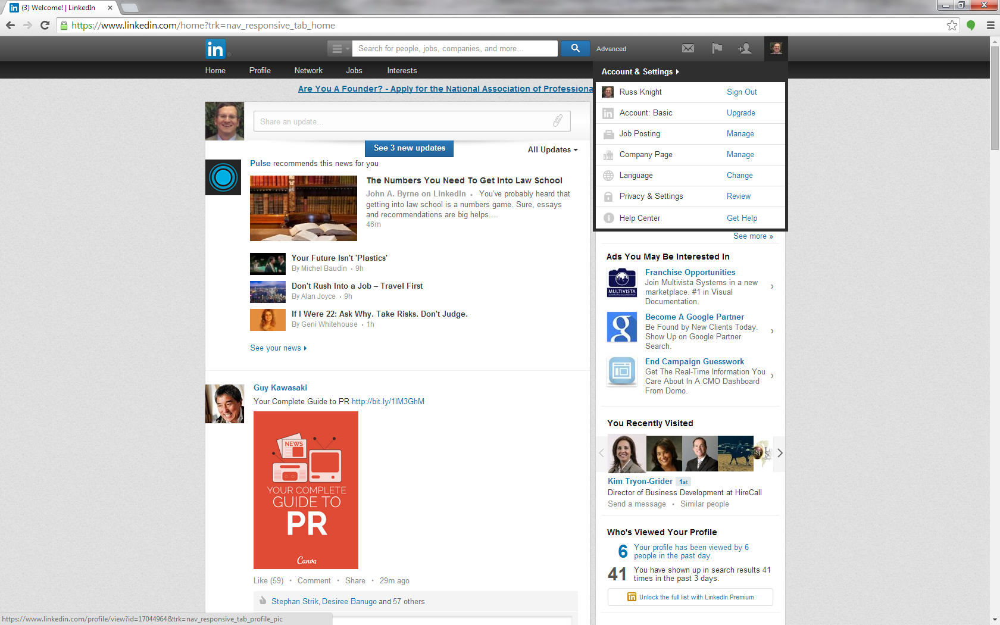 (3) Welcome! | LinkedIn
https://www.linkedin.com/home?trk=nav_responsive_tab_home
in
Search for people, jobs, companies, and more...
Advanced
Home
Profile
Network
Jobs
Interests
Account & Settings
Are You A Founder? - Apply for the National Association of Professiona
Russ Knight
Sign Out
Account: Basic
Upgrade
Job Posting
Manage
Company Page
Manage
Language
Change
Privacy & Settings
Review
Help Center
Get Help
Share an update...
See 3 new updates
All Updates
Pulse recommends this news for you
The Numbers You Need To Get Into Law School
John A. Byrne on LinkedIn • You've probably heard that
getting into law school is a numbers game. Sure, essays
and recommendations are big helps....
46m
Your Future Isn't 'Plastics'
By Michel Baudin • 9h
Don't Rush Into a Job – Travel First
By Alan Joyce • 9h
If I Were 22: Ask Why. Take Risks. Don't Judge.
By Geni Whitehouse • 1h
See your news
Guy Kawasaki
Your Complete Guide to PR http://bit.ly/1lM3GhM
NEWS
YOUR COMPLETE
GUIDE TO
PR
Canva
Like (59) • Comment • Share • 29m ago
Stephan Strik, Desiree Banugo and 57 others
See more »
Ads You May Be Interested In
MULTIVISTA
Franchise Opportunities
Join Multivista Systems in a new
marketplace. #1 in Visual
Documentation.
g
Become A Google Partner
Be Found by New Clients Today.
Show Up on Google Partner
Search.
End Campaign Guesswork
Get The Real-Time Information You
Care About In A CMO Dashboard
From Domo.
You Recently Visited
Kim Tryon-Grider 1st
Director of Business Development at HireCall
Send a message • Similar people
Who's Viewed Your Profile
6 Your profile has been viewed by 6
people in the past day.
41 You have shown up in search results 41
times in the past 3 days.
in Unlock the full list with LinkedIn Premium
https://www.linkedin.com/profile/view?id=17044964&trk=nav_responsive_tab_profile_pic